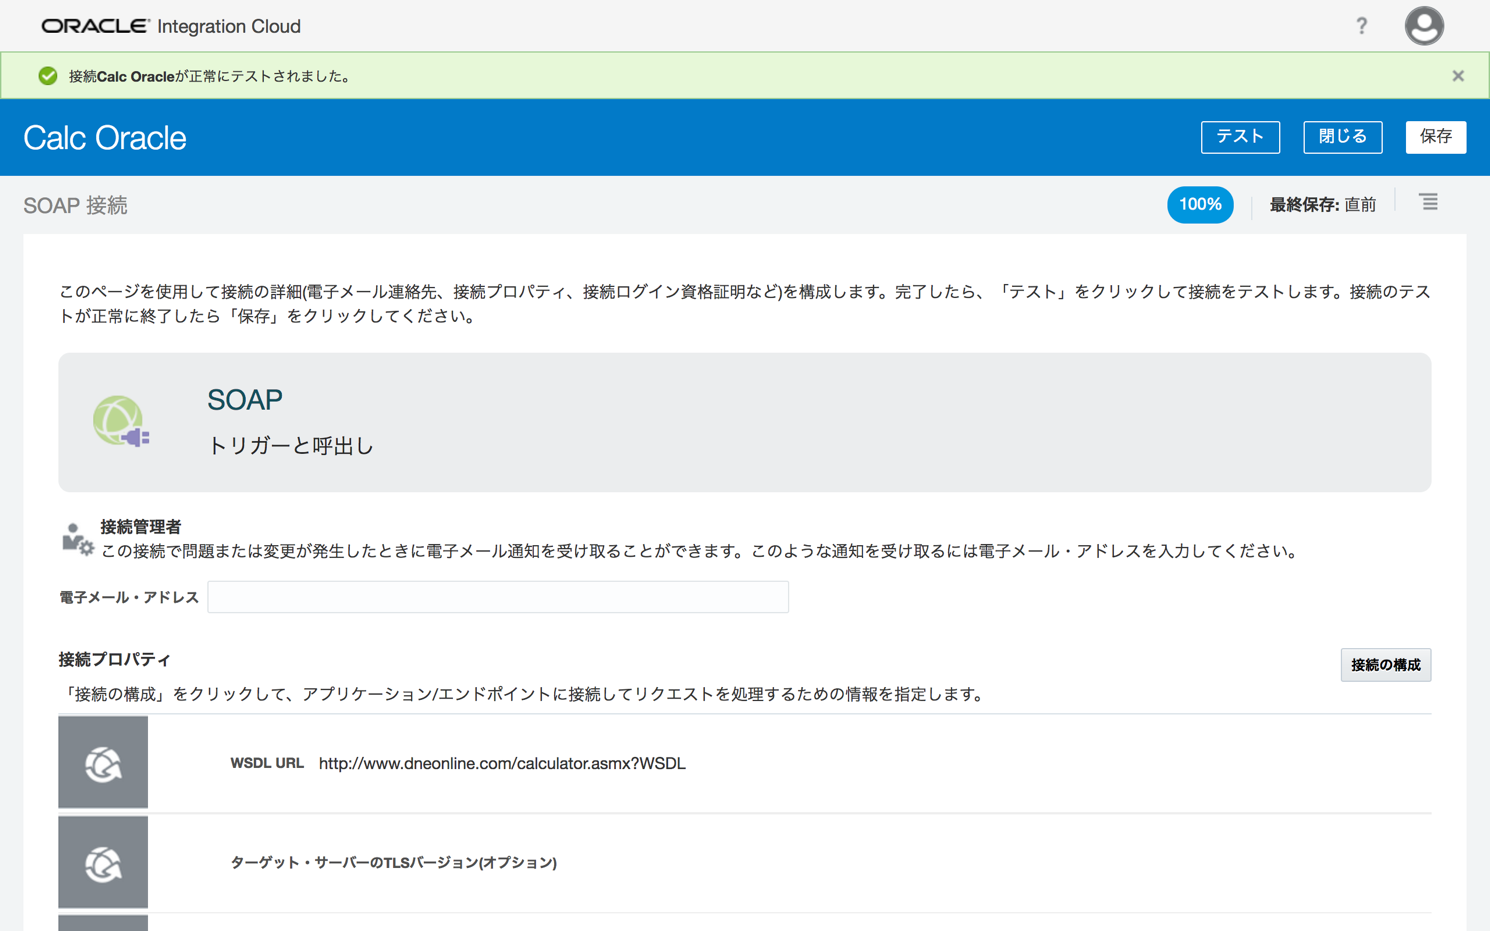 ORACLE® Integration Cloud
?
接続Calc Oracleが正常にテストされました。
×
Calc Oracle
テスト
閉じる
保存
SOAP 接続
100%
最終保存: 直前
このページを使用して接続の詳細(電子メール連絡先、接続プロパティ、接続ログイン資格証明など)を構成します。完了したら、「テスト」をクリックして接続をテストします。接続のテス
トが正常に終了したら「保存」をクリックしてください。
SOAP
トリガーと呼出し
接続管理者
この接続で問題または変更が発生したときに電子メール通知を受け取ることができます。このような通知を受け取るには電子メール・アドレスを入力してください。
電子メール・アドレス
接続プロパティ
接続の構成
「接続の構成」をクリックして、アプリケーション/エンドポイントに接続してリクエストを処理するための情報を指定します。
WSDL URL http://www.dneonline.com/calculator.asmx?WSDL
ターゲット・サーバーのTLSバージョン(オプション)